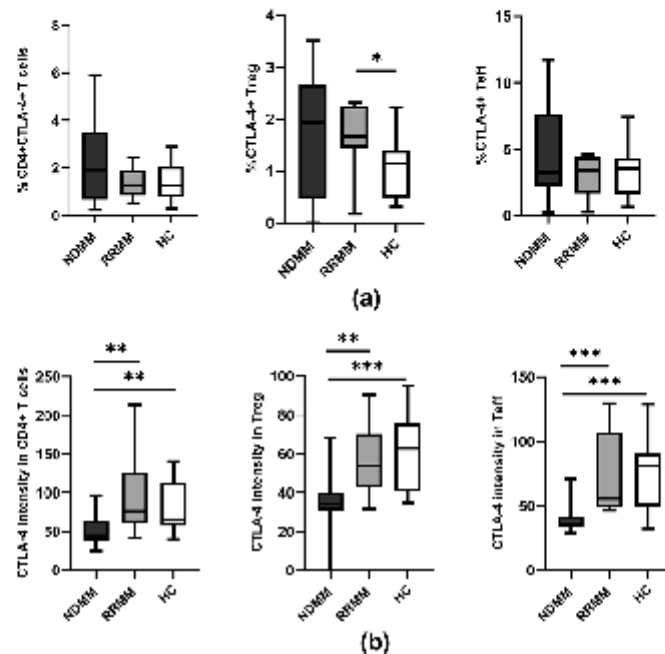 % CD4+CTLA-4+ T cells
8
6
4
2
0
NDMM
RRMM
HC
%CTLA-4+ Treg
4
3
2
1
0
*
NDMM
RRMM
HC
%CTLA-4+ Teff
15
10
5
0
NDMM
RRMM
HC
(a)
CTLA-4 Intensity in CD4+ T cells
250
200
150
100
50
0
**
**
NDMM
RRMM
HC
CTLA-4 Intensity in Treg
100
80
60
40
20
0
**
***
NDMM
RRMM
HC
CTLA-4 intensity in Teff
150
100
50
0
***
***
NDMM
RRMM
HC
(b)